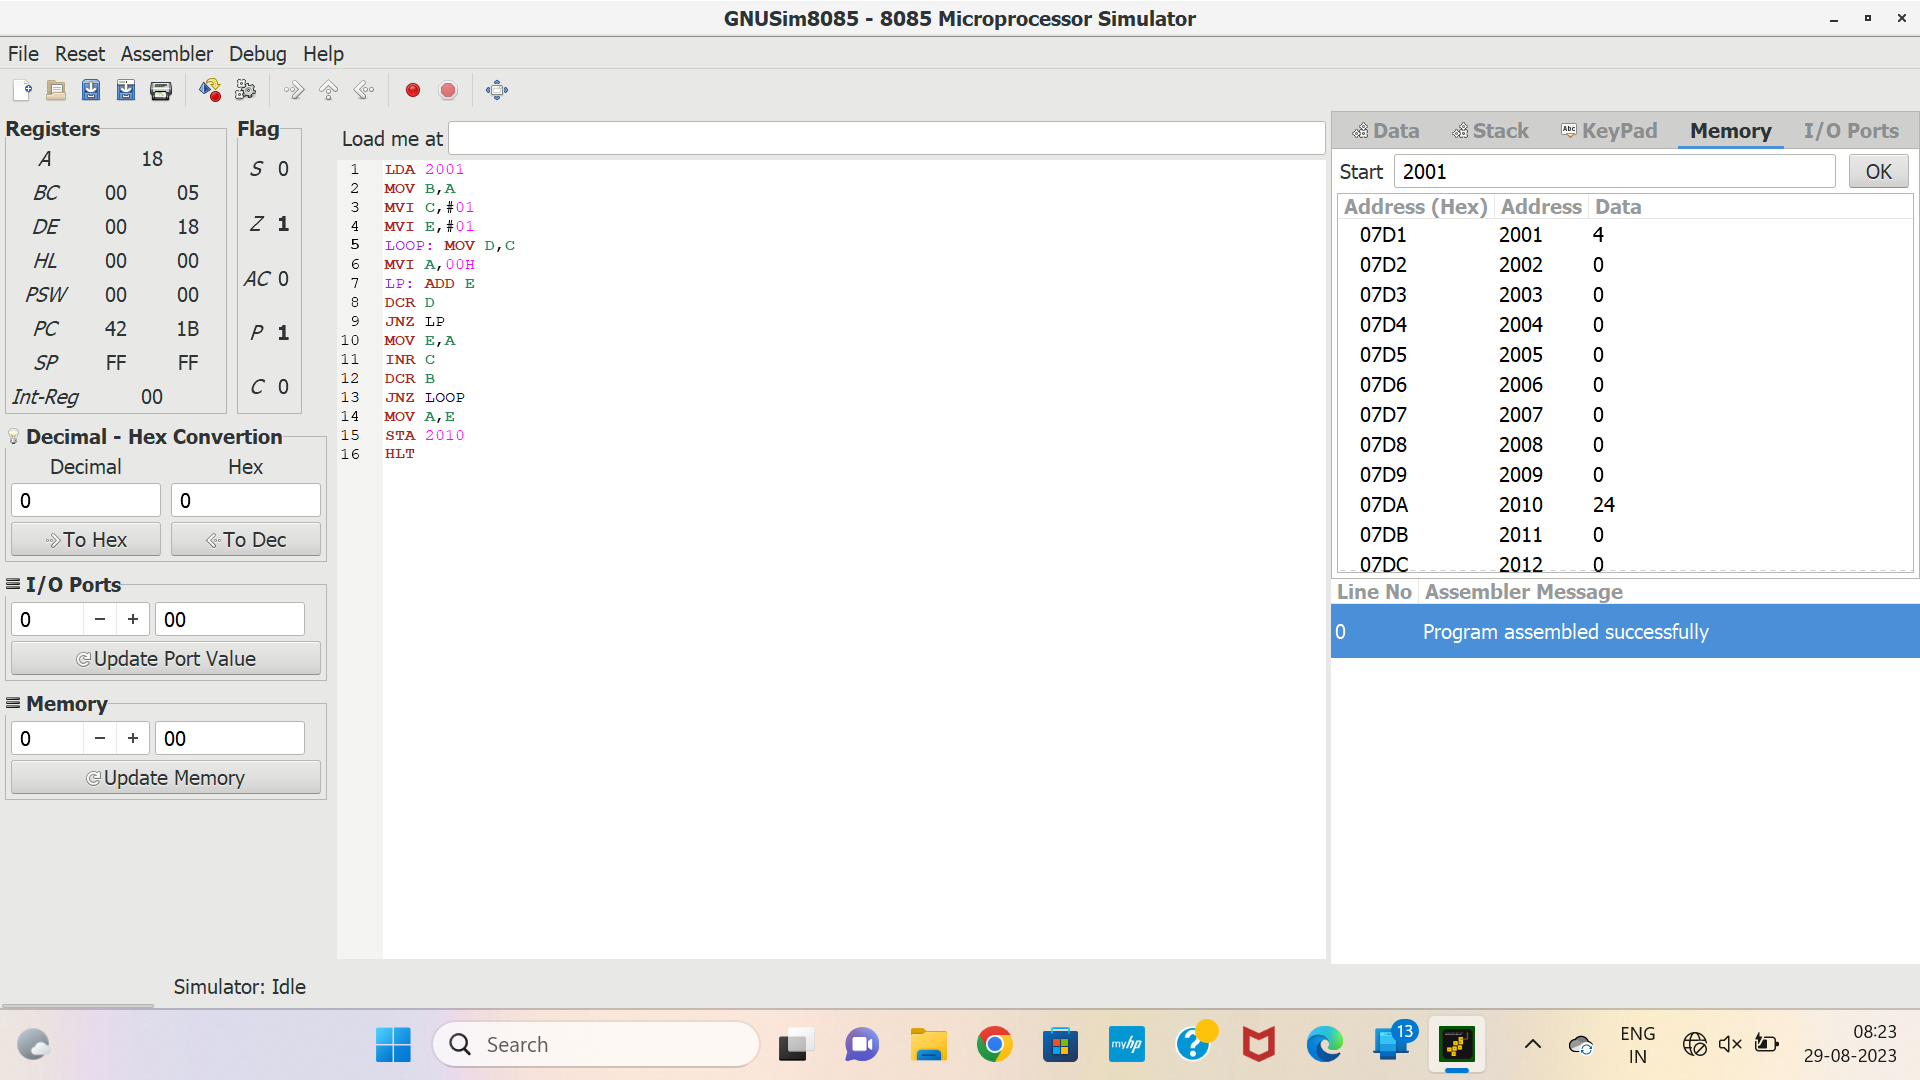 GNUSim8085 - 8085 Microprocessor Simulator
File Reset Assembler Debug Help
Registers
A 18
BC 00 05
DE 00 18
HL 00 00
PSW 00 00
PC 42 1B
SP FF FF
Int-Reg 00
Flag
S 0
Z 1
AC 0
P 1
C 0
Decimal - Hex Convertion
Decimal Hex
0 0
To Hex To Dec
I/O Ports
0 − + 00
Update Port Value
Memory
0 − + 00
Update Memory
Simulator: Idle
Load me at
1 LDA 2001
2 MOV B,A
3 MVI C,#01
4 MVI E,#01
5 LOOP: MOV D,C
6 MVI A,00H
7 LP: ADD E
8 DCR D
9 JNZ LP
10 MOV E,A
11 INR C
12 DCR B
13 JNZ LOOP
14 MOV A,E
15 STA 2010
16 HLT
Data Stack Abc KeyPad Memory I/O Ports
Start 2001 OK
Address (Hex) Address Data
07D1 2001 4
07D2 2002 0
07D3 2003 0
07D4 2004 0
07D5 2005 0
07D6 2006 0
07D7 2007 0
07D8 2008 0
07D9 2009 0
07DA 2010 24
07DB 2011 0
07DC 2012 0
Line No Assembler Message
0 Program assembled successfully
Search
myhp
?
13
ENG
IN
08:23
29-08-2023